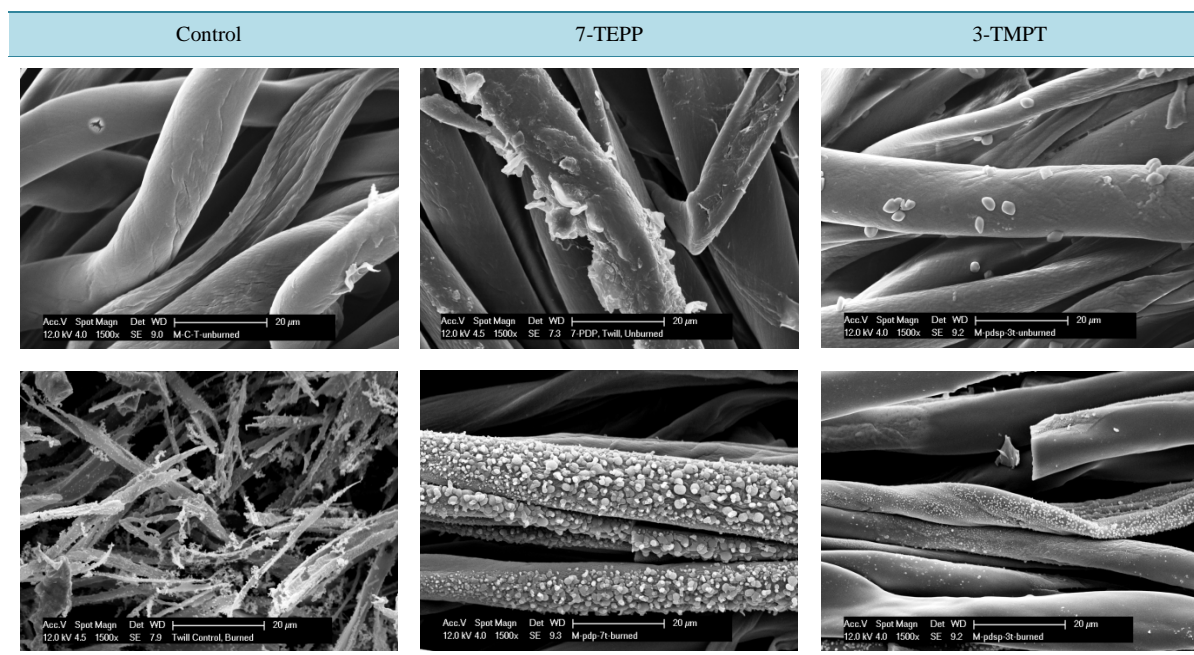 Control 7-TEPP 3-TMPT
Acc.V Spot Magn Det WD 20 µm
12.0 kV 4.0 1500x SE 9.0 M-C-T-unburned
Acc.V Spot Magn Det WD 20 µm
12.0 kV 4.5 1500x SE 7.3 7-PDP, Twill, Unburned
Acc.V Spot Magn Det WD 20 µm
12.0 kV 4.0 1500x SE 9.2 M-pdsp-3t-unburned
Acc.V Spot Magn Det WD 20 µm
12.0 kV 4.5 1500x SE 7.9 Twill Control, Burned
Acc.V Spot Magn Det WD 20 µm
12.0 kV 4.0 1500x SE 9.3 M-pdp-7t-burned
Acc.V Spot Magn Det WD 20 µm
12.0 kV 4.0 1500x SE 9.2 M-pdsp-3t-burned